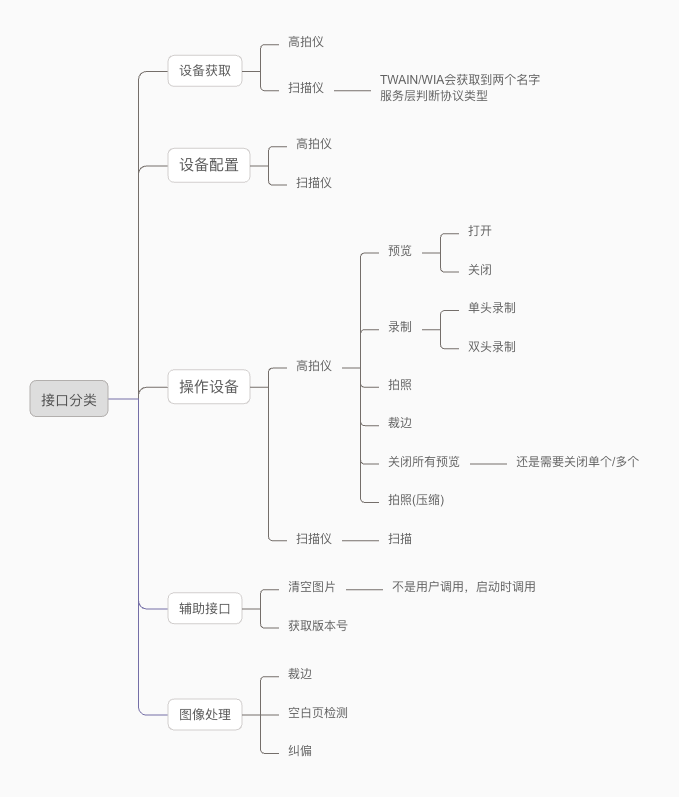 接口分类
设备获取
高拍仪
扫描仪
TWAIN/WIA会获取到两个名字
服务层判断协议类型
设备配置
高拍仪
扫描仪
操作设备
高拍仪
预览
打开
关闭
录制
单头录制
双头录制
拍照
裁边
关闭所有预览
还是需要关闭单个/多个
拍照(压缩)
扫描仪
扫描
辅助接口
清空图片
不是用户调用，启动时调用
获取版本号
图像处理
裁边
空白页检测
纠偏